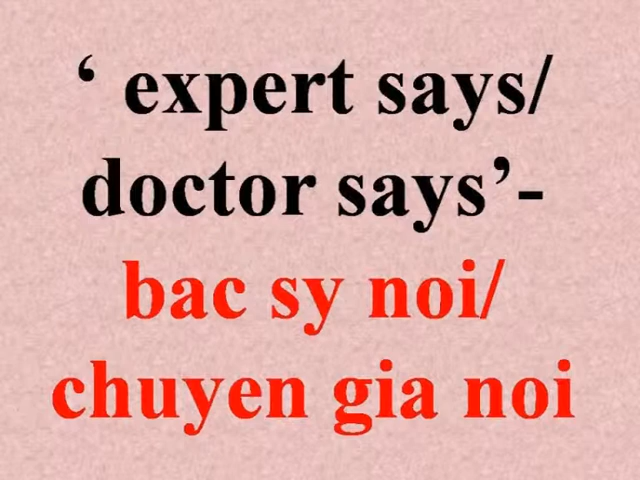 ‘ expert says/
doctor says’-
bac sy noi/
chuyen gia noi